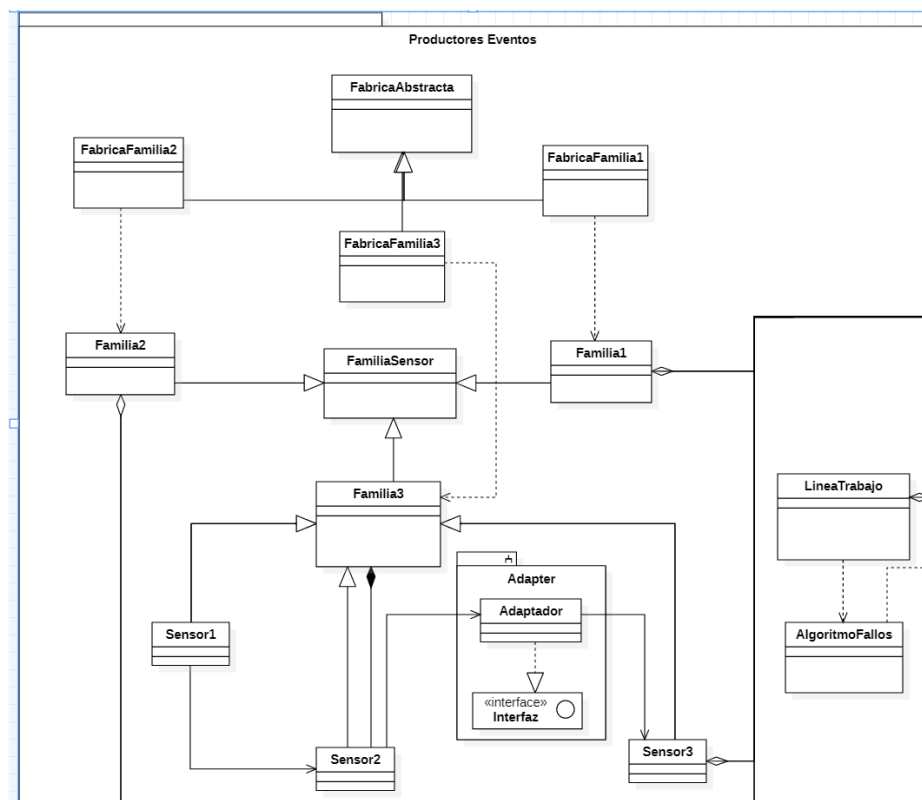 Productores Eventos
FabricaAbstracta
FabricaFamilia2
FabricaFamilia1
FabricaFamilia3
Familia2
FamiliaSensor
Familia1
Familia3
LineaTrabajo
Adapter
Adaptador
Sensor1
AlgoritmoFallos
«interface»
Interfaz
Sensor2
Sensor3